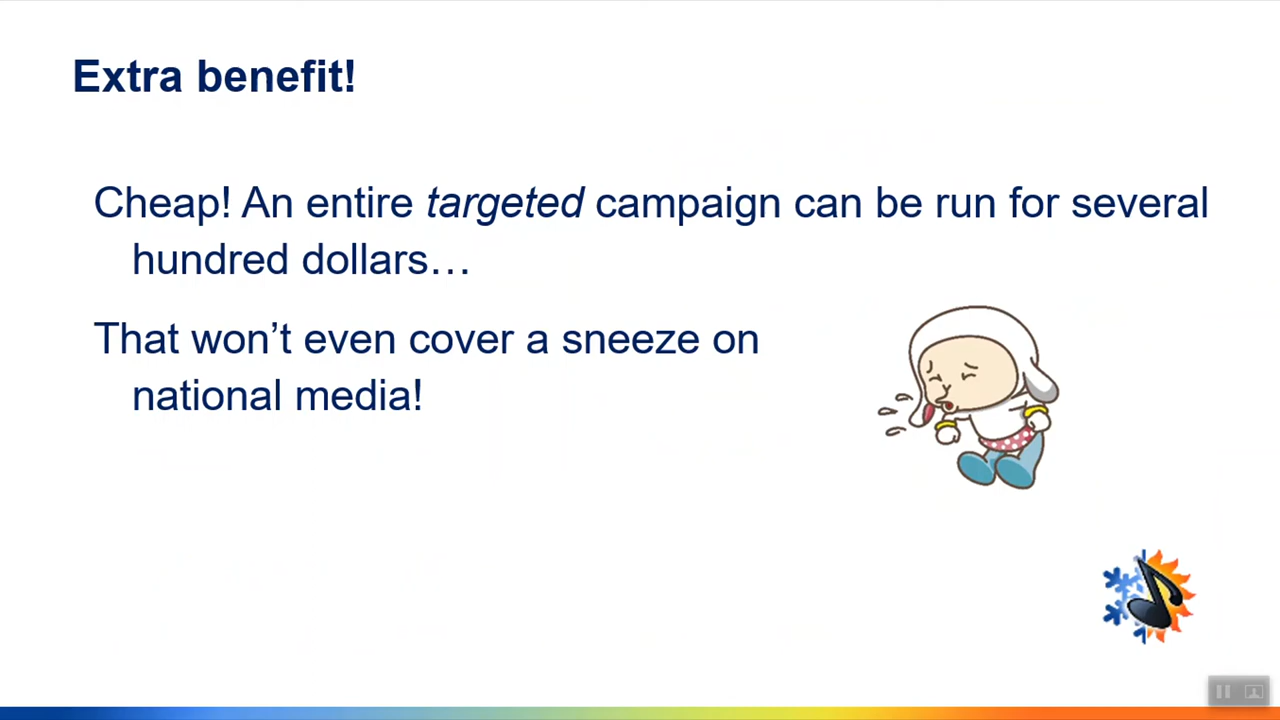 Extra benefit!
Cheap! An entire targeted campaign can be run for several
hundred dollars…
That won’t even cover a sneeze on
national media!